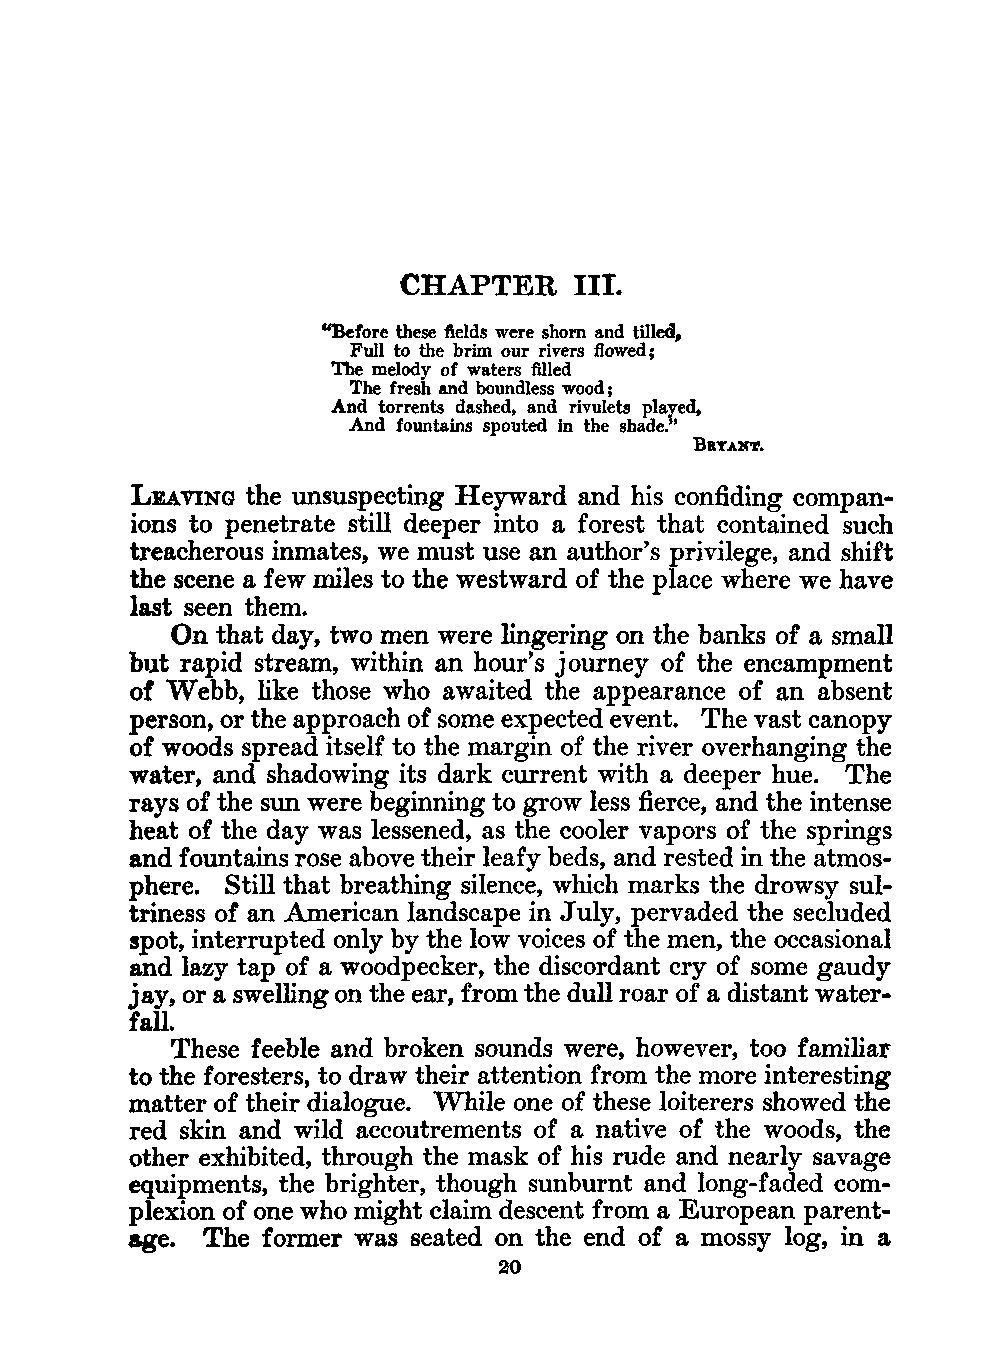 CHAPTER III.
“Before these fields were shorn and tilled,
Full to the brim our rivers flowed;
The melody of waters filled
The fresh and boundless wood;
And torrents dashed, and rivulets played,
And fountains spouted in the shade.”
BRYANT.
LEAVING the unsuspecting Heyward and his confiding compan-
ions to penetrate still deeper into a forest that contained such
treacherous inmates, we must use an author’s privilege, and shift
the scene a few miles to the westward of the place where we have
last seen them.
On that day, two men were lingering on the banks of a small
but rapid stream, within an hour’s journey of the encampment
of Webb, like those who awaited the appearance of an absent
person, or the approach of some expected event. The vast canopy
of woods spread itself to the margin of the river overhanging the
water, and shadowing its dark current with a deeper hue. The
rays of the sun were beginning to grow less fierce, and the intense
heat of the day was lessened, as the cooler vapors of the springs
and fountains rose above their leafy beds, and rested in the atmos-
phere. Still that breathing silence, which marks the drowsy sul-
triness of an American landscape in July, pervaded the secluded
spot, interrupted only by the low voices of the men, the occasional
and lazy tap of a woodpecker, the discordant cry of some gaudy
jay, or a swelling on the ear, from the dull roar of a distant water-
fall.
These feeble and broken sounds were, however, too familiar
to the foresters, to draw their attention from the more interesting
matter of their dialogue. While one of these loiterers showed the
red skin and wild accoutrements of a native of the woods, the
other exhibited, through the mask of his rude and nearly savage
equipments, the brighter, though sunburnt and long-faded com-
plexion of one who might claim descent from a European parent-
age. The former was seated on the end of a mossy log, in a
20